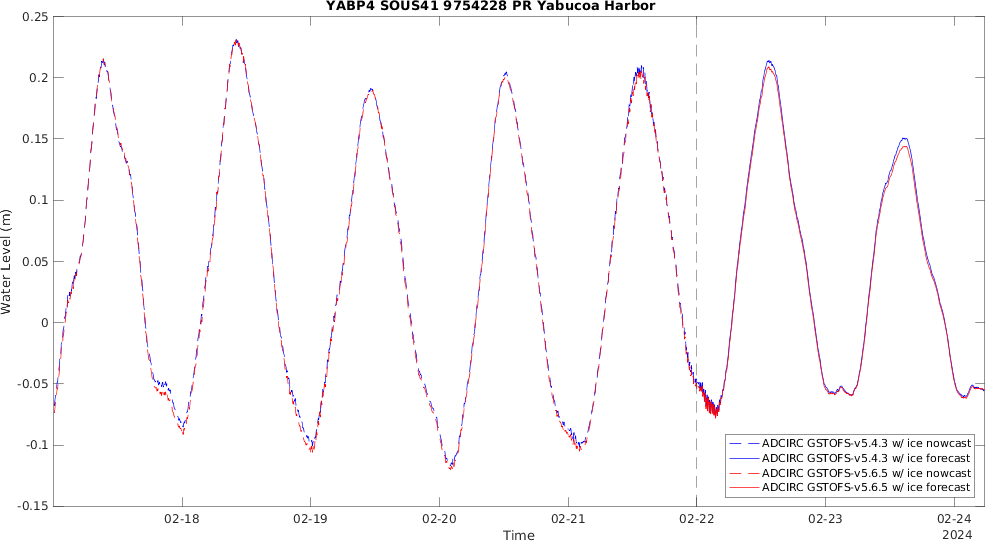 YABP4 SOUS41 9754228 PR Yabucoa Harbor
0.25
0.2
0.15
0.1
0.05
0
-0.05
-0.1
-0.15
Water Level (m)
02-18
02-19
02-20
02-21
02-22
02-23
02-24
2024
Time
ADCIRC GSTOFS-v5.4.3 w/ ice nowcast
ADCIRC GSTOFS-v5.4.3 w/ ice forecast
ADCIRC GSTOFS-v5.6.5 w/ ice nowcast
ADCIRC GSTOFS-v5.6.5 w/ ice forecast